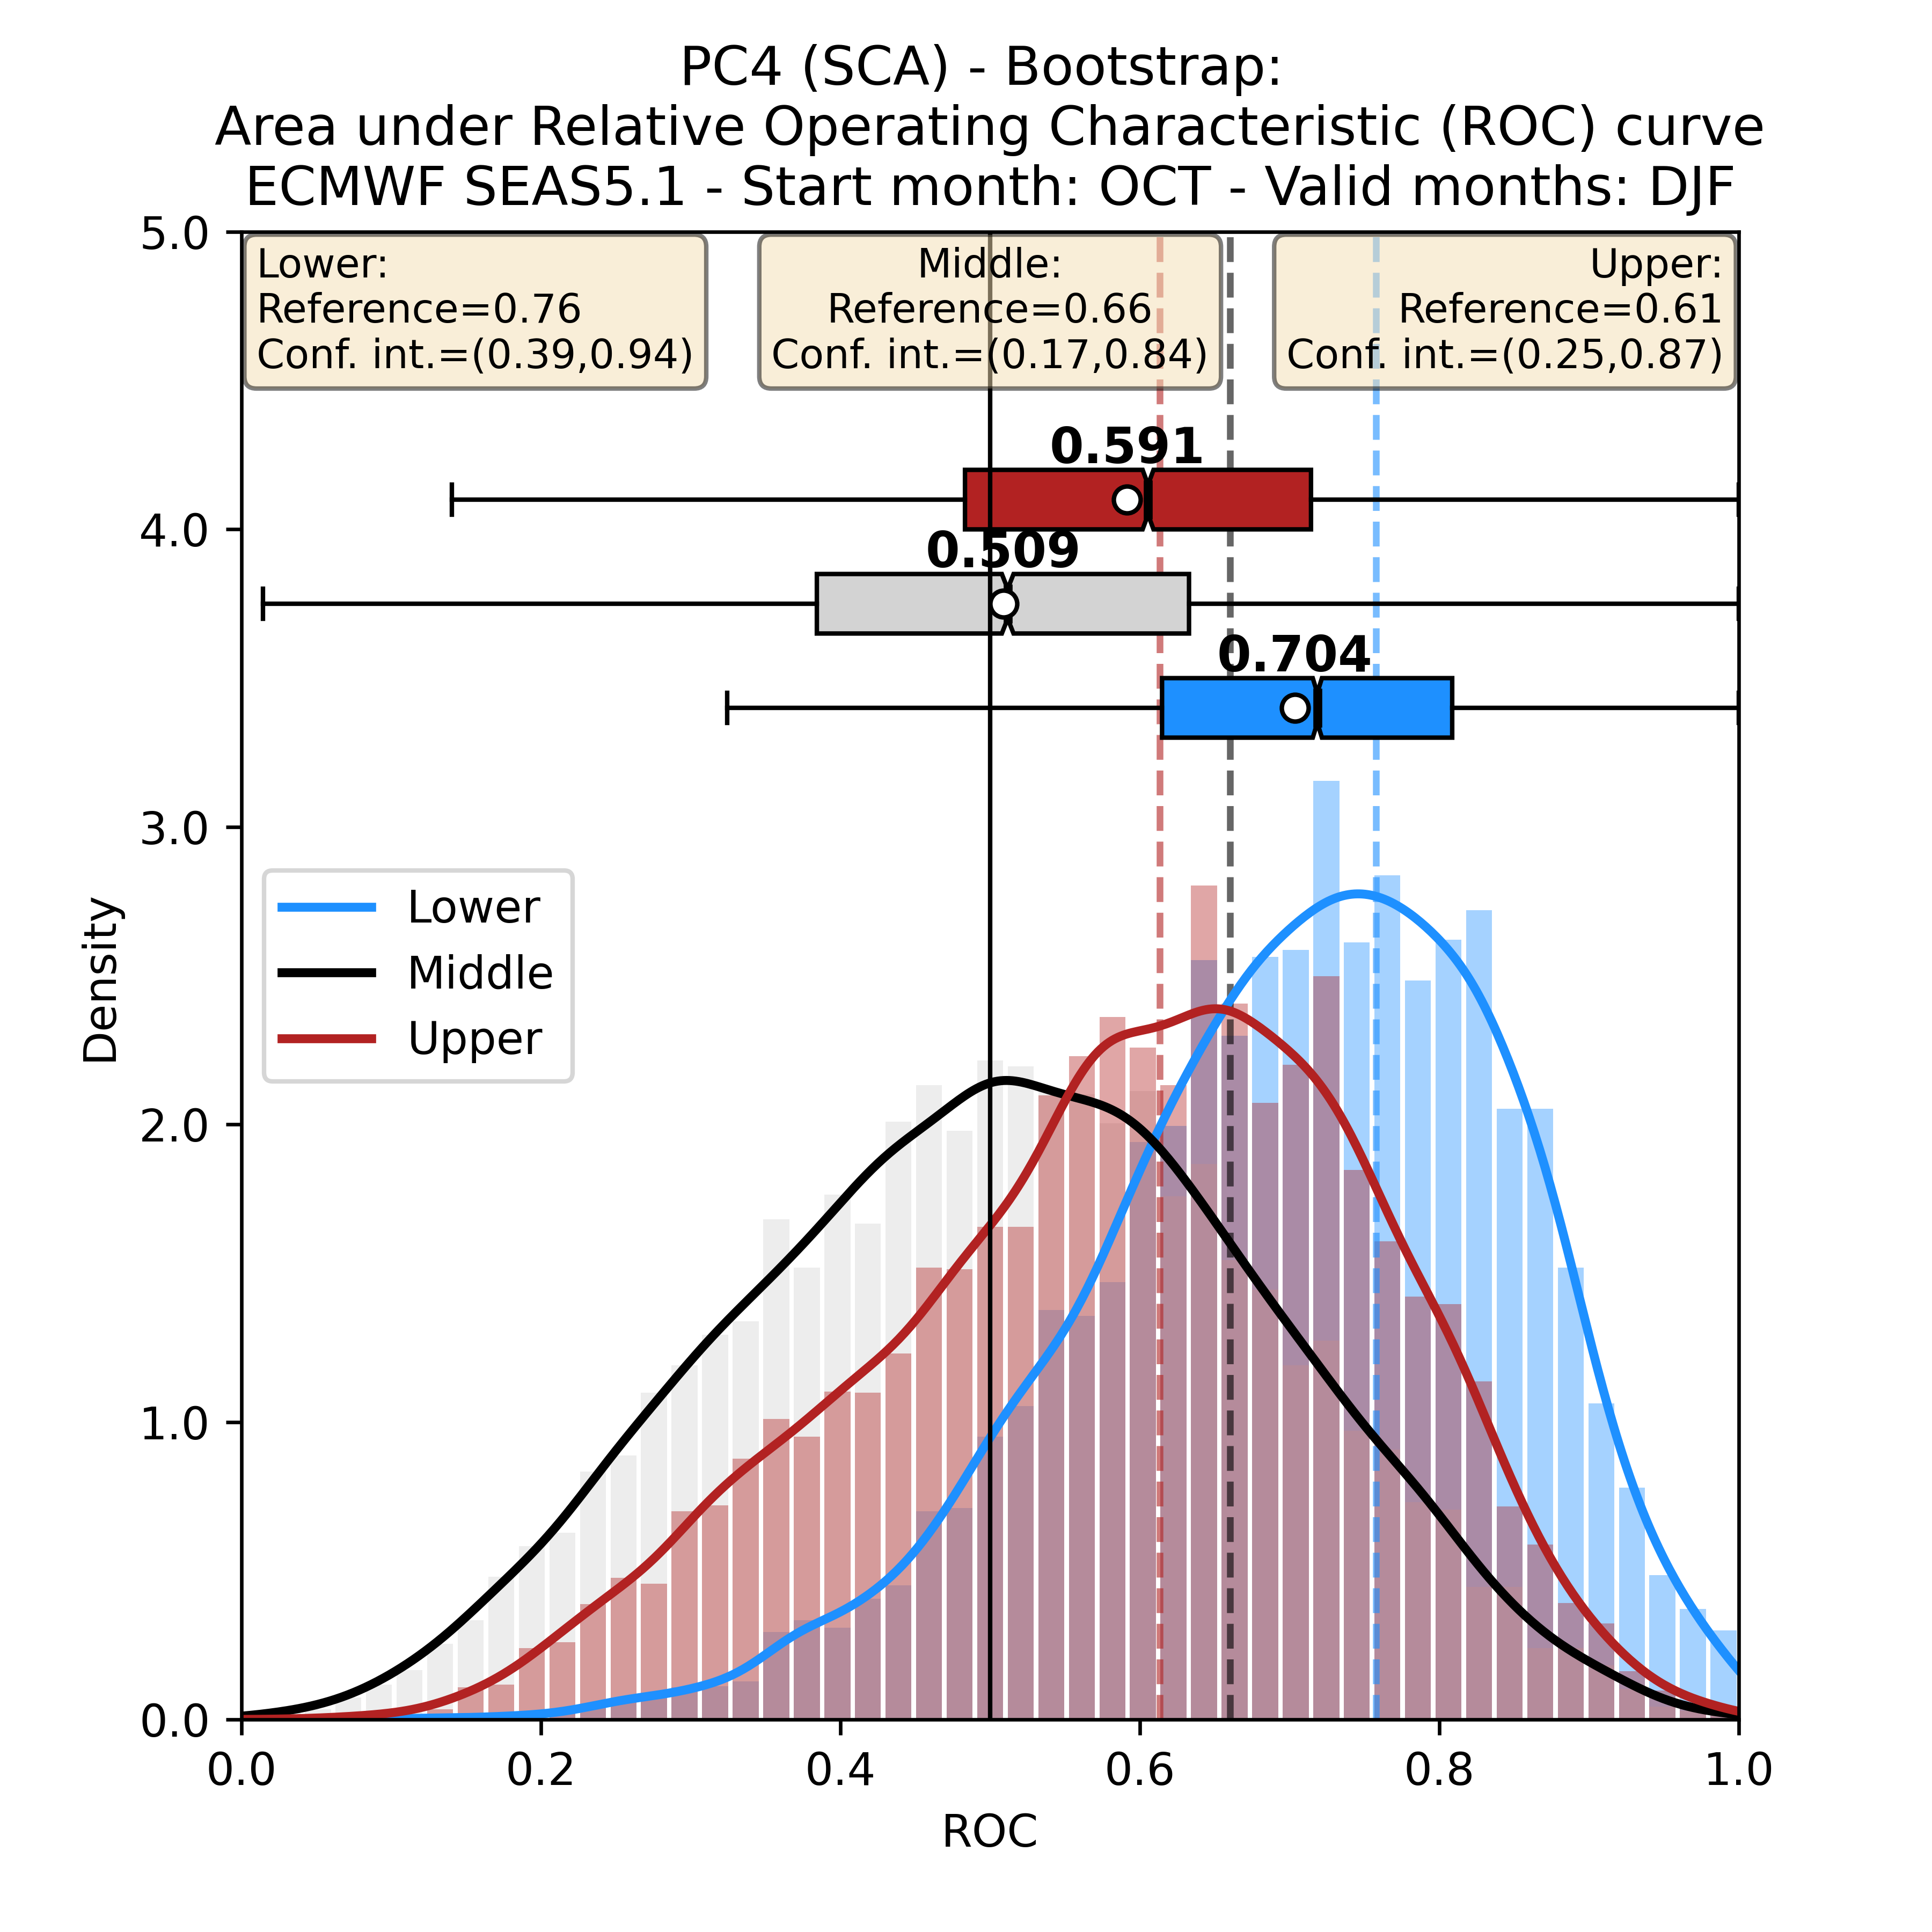 PC4 (SCA) - Bootstrap:
Area under Relative Operating Characteristic (ROC) curve
ECMWF SEAS5.1 - Start month: OCT - Valid months: DJF
Lower:
Reference=0.76
Conf. int.=(0.39,0.94)
Middle:
Reference=0.66
Conf. int.=(0.17,0.84)
Upper:
Reference=0.61
Conf. int.=(0.25,0.87)
0.591
0.509
0.704
Lower
Middle
Upper
Density
5.0
4.0
3.0
2.0
1.0
0.0
0.0 0.2 0.4 0.6 0.8 1.0
ROC